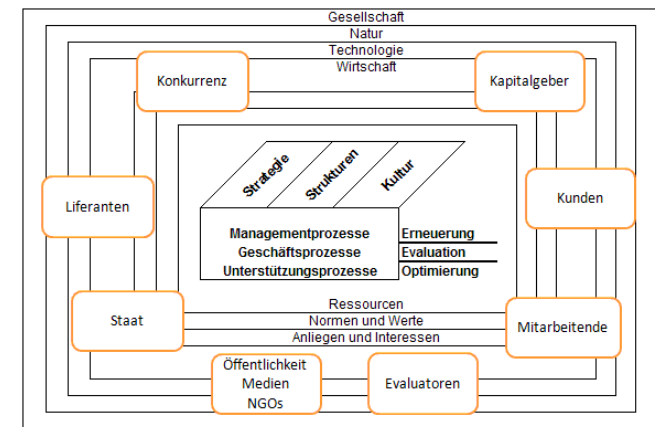 Gesellschaft
Natur
Technologie
Wirtschaft
Konkurrenz
Kapitalgeber
Strategie
Strukturen
Kultur
Liferanten
Kunden
Managementprozesse
Erneuerung
Geschäftsprozesse
Evaluation
Unterstützungsprozesse
Optimierung
Ressourcen
Staat
Normen und Werte
Mitarbeitende
Anliegen und Interessen
Öffentlichkeit
Medien
NGOs
Evaluatoren